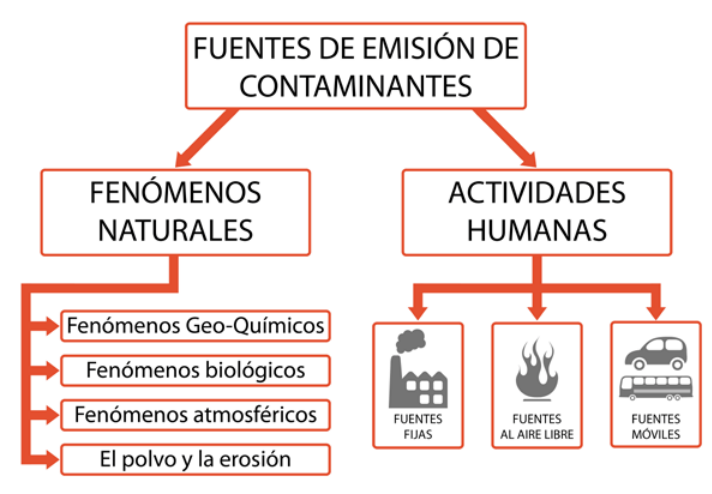 FUENTES DE EMISIÓN DE
CONTAMINANTES
FENÓMENOS
NATURALES
Fenómenos Geo-Químicos
Fenómenos biológicos
Fenómenos atmosféricos
El polvo y la erosión
ACTIVIDADES
HUMANAS
FUENTES
FIJAS
FUENTES
AL AIRE LIBRE
FUENTES
MÓVILES